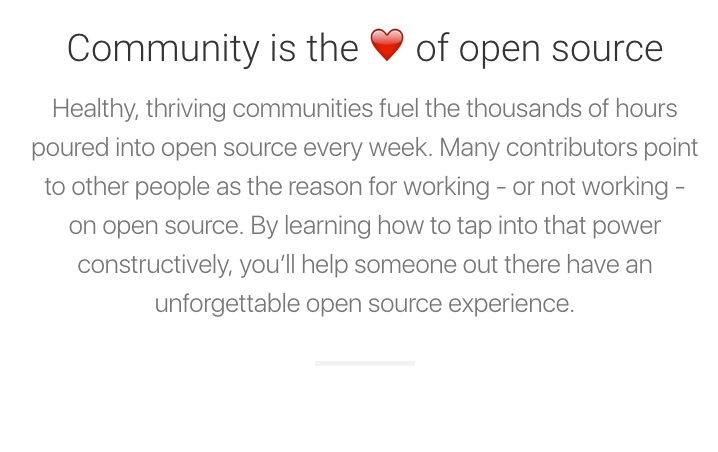 Community is the ❤️ of open source
Healthy, thriving communities fuel the thousands of hours
poured into open source every week. Many contributors point
to other people as the reason for working - or not working -
on open source. By learning how to tap into that power
constructively, you’ll help someone out there have an
unforgettable open source experience.